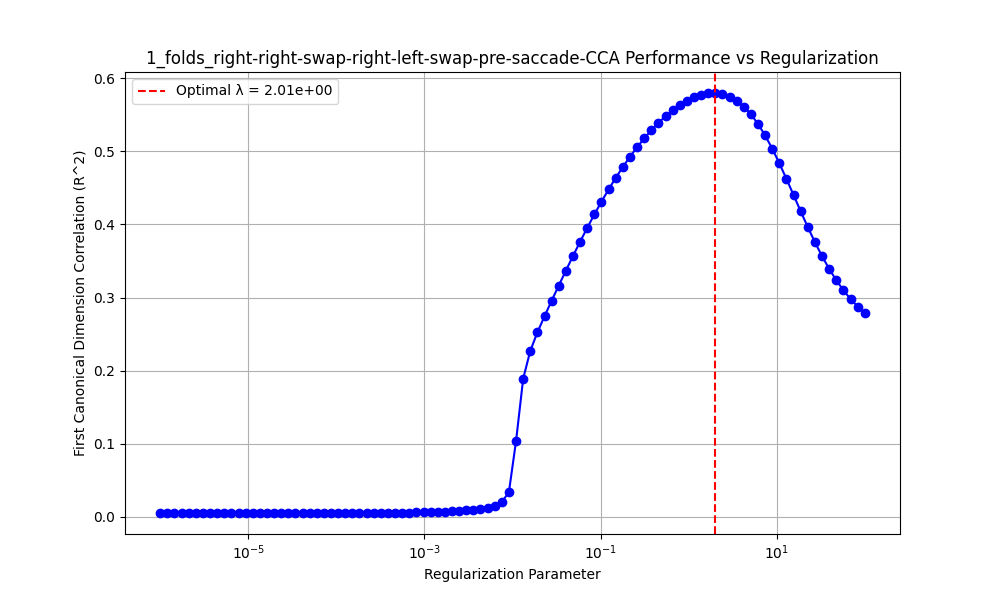 1_folds_right-right-swap-right-left-swap-pre-saccade-CCA Performance vs Regularization
Optimal λ = 2.01e+00
First Canonical Dimension Correlation (R^2)
0.6
0.5
0.4
0.3
0.2
0.1
0.0
10⁻⁵ 10⁻³ 10⁻¹ 10¹
Regularization Parameter